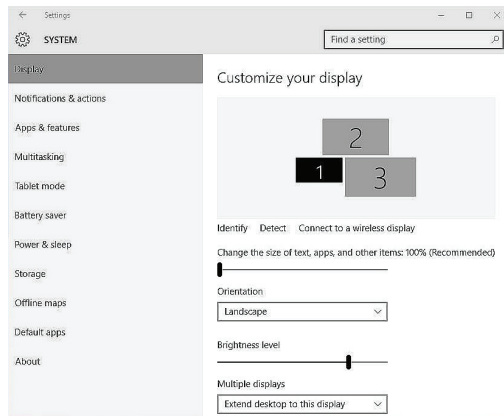 Settings
SYSTEM
Find a setting
Display
Notifications & actions
Apps & features
Multitasking
Tablet mode
Battery saver
Power & sleep
Storage
Offline maps
Default apps
About
Customize your display
2
1
3
Identify Detect Connect to a wireless display
Change the size of text, apps, and other items: 100% (Recommended)
Orientation
Landscape
Brightness level
Multiple displays
Extend desktop to this display